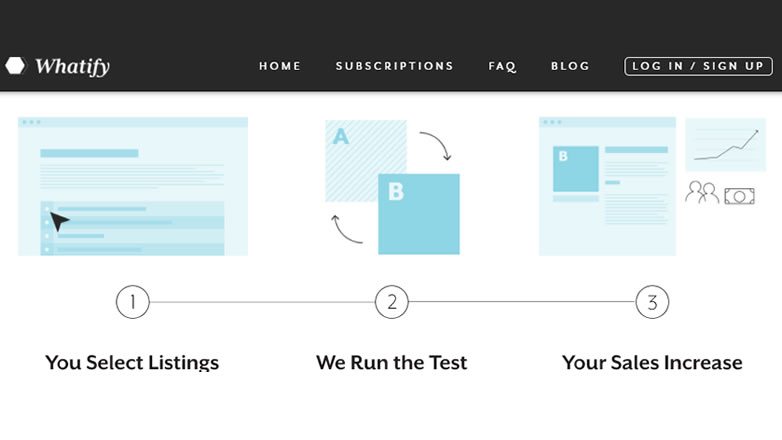 Whatify
HOME SUBSCRIPTIONS FAQ BLOG LOG IN / SIGN UP
A
B
B
1 2 3
You Select Listings We Run the Test Your Sales Increase